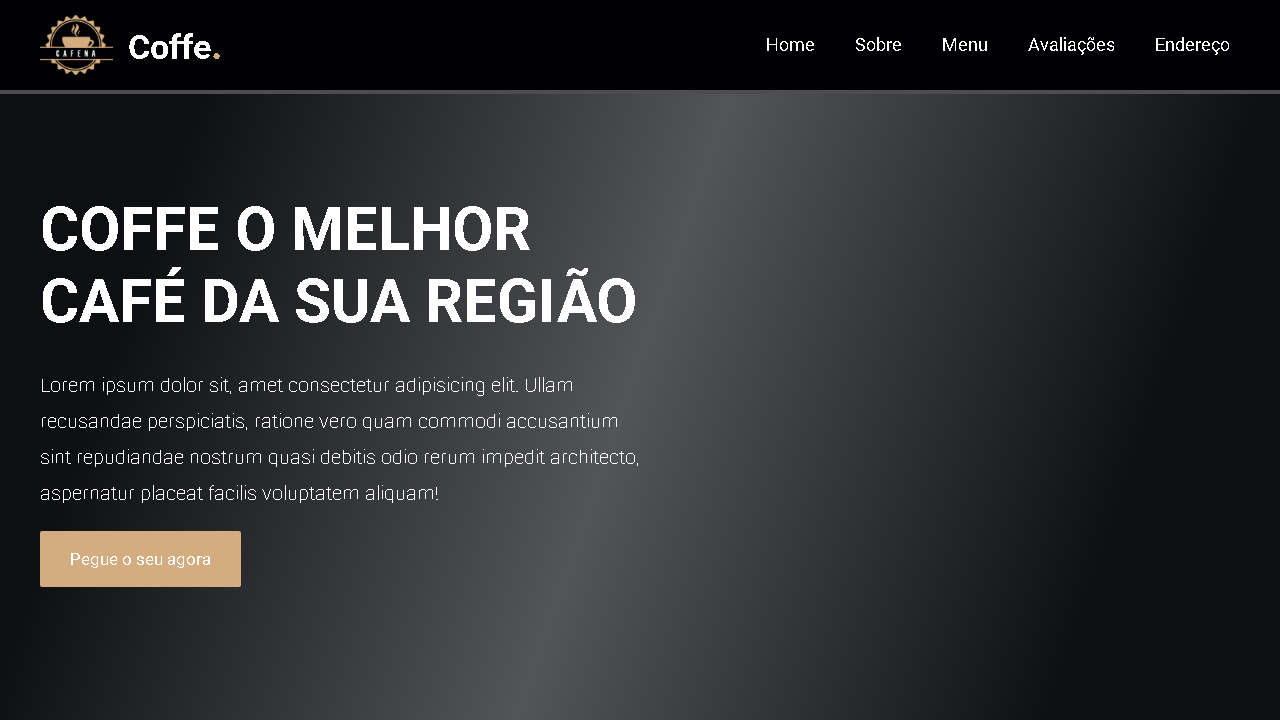 CAFENA
Coffe.
Home
Sobre
Menu
Avaliações
Endereço
COFFE O MELHOR
CAFÉ DA SUA REGIÃO
Lorem ipsum dolor sit, amet consectetur adipisicing elit. Ullam
recusandae perspiciatis, ratione vero quam commodi accusantium
sint repudiandae nostrum quasi debitis odio rerum impedit architecto,
aspernatur placeat facilis voluptatem aliquam!
Pegue o seu agora